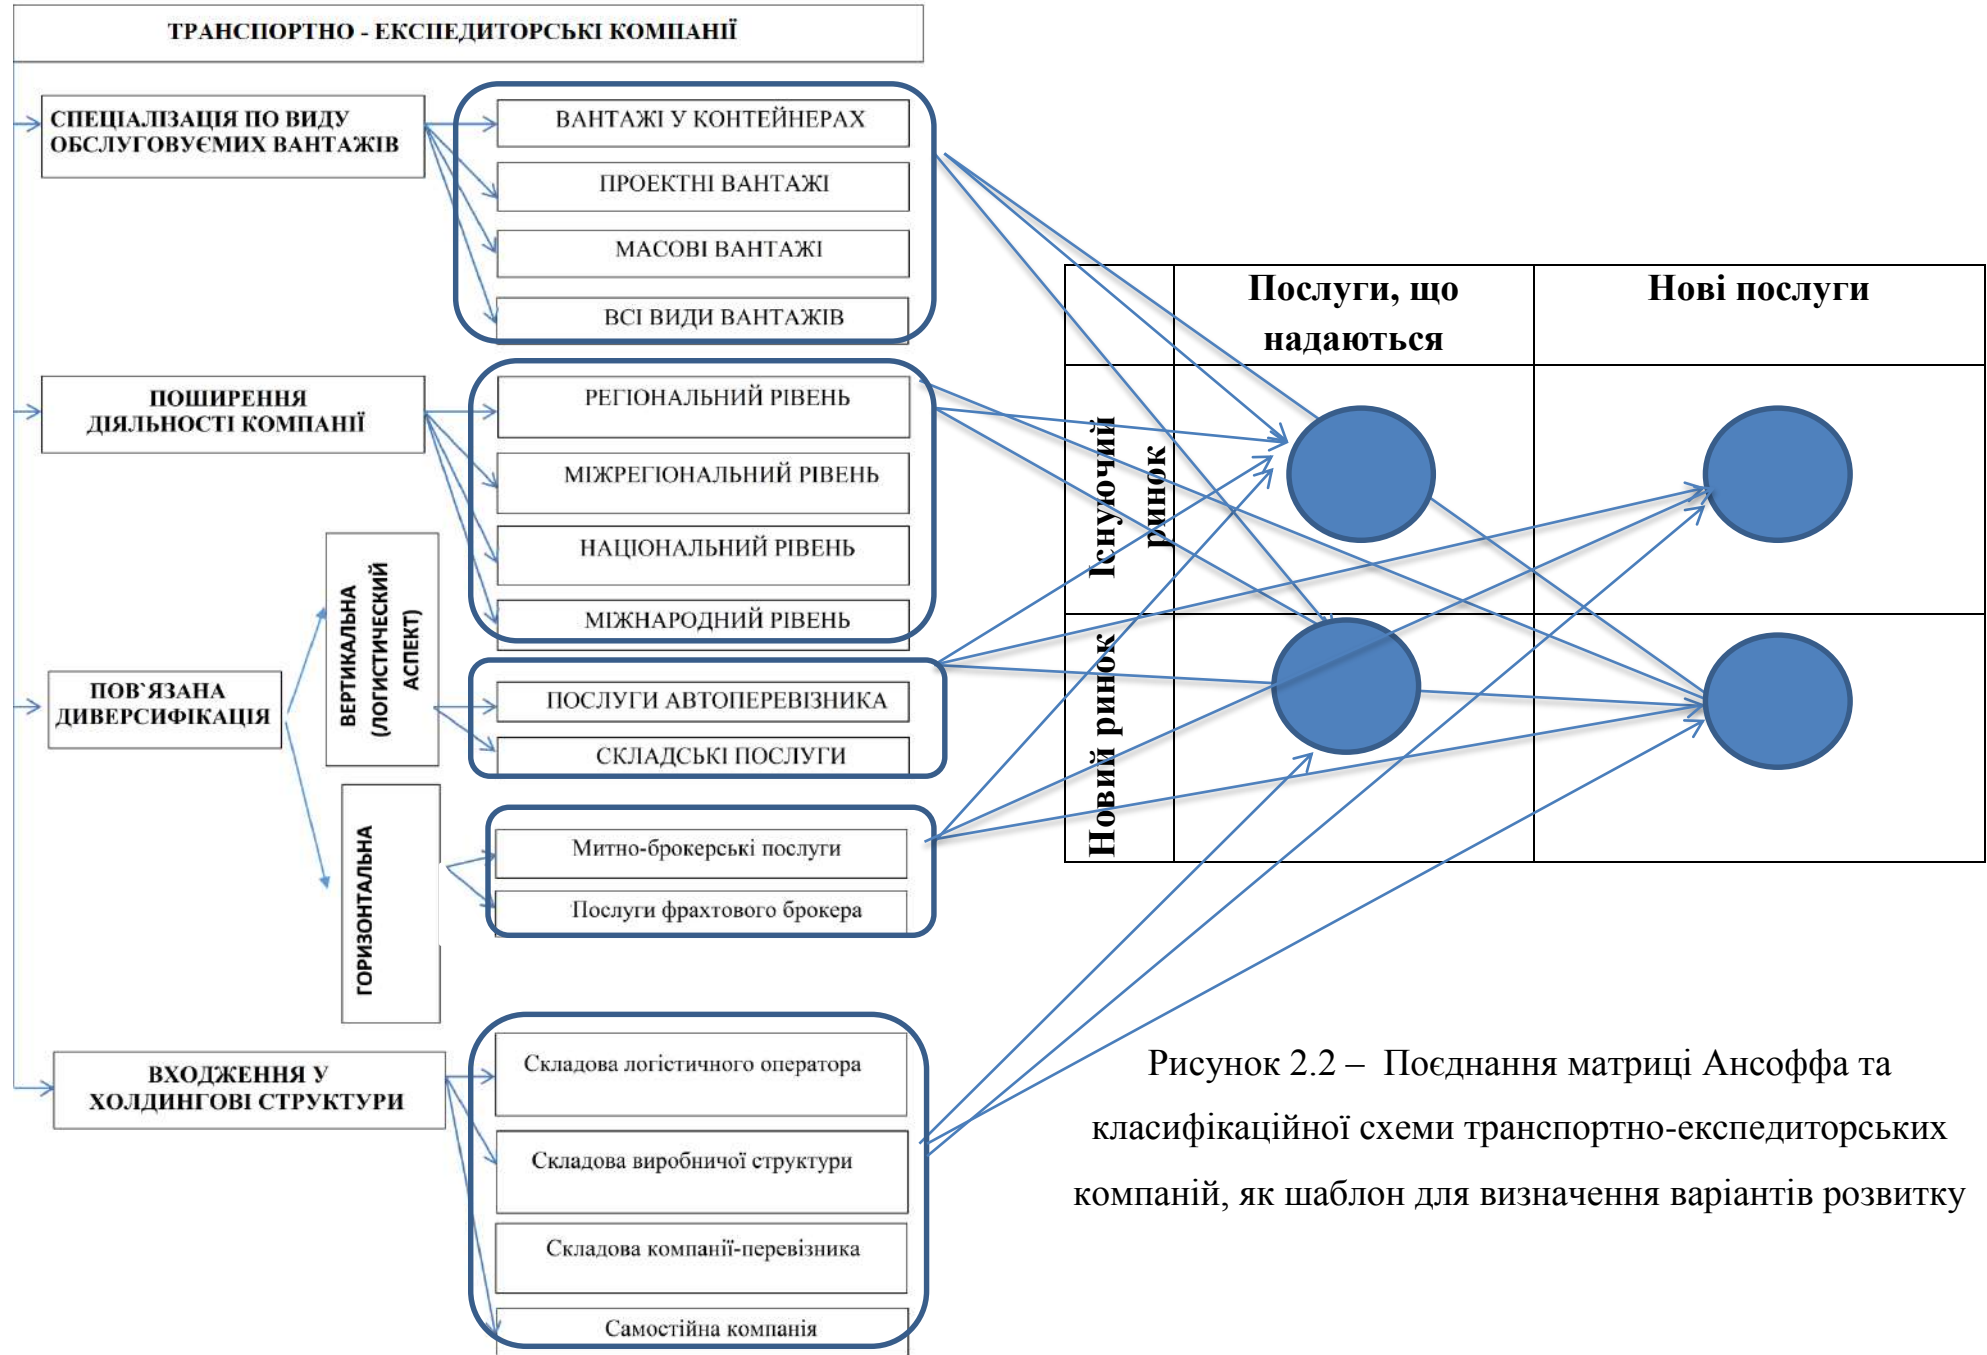 ТРАНСПОРТНО - ЕКСПЕДИТОРСЬКІ КОМПАНІЇ
СПЕЦІАЛІЗАЦІЯ ПО ВИДУ
ОБСЛУГОВУЄМИХ ВАНТАЖІВ
ВАНТАЖІ У КОНТЕЙНЕРАХ
ПРОЕКТНІ ВАНТАЖІ
МАСОВІ ВАНТАЖІ
ВСІ ВИДИ ВАНТАЖІВ
ПОШИРЕННЯ
ДІЯЛЬНОСТІ КОМПАНІЇ
РЕГІОНАЛЬНИЙ РІВЕНЬ
МІЖРЕГІОНАЛЬНИЙ РІВЕНЬ
НАЦІОНАЛЬНИЙ РІВЕНЬ
МІЖНАРОДНИЙ РІВЕНЬ
ПОВ`ЯЗАНА
ДИВЕРСИФІКАЦІЯ
ВЕРТИКАЛЬНА
(ЛОГИСТИЧЕСКИЙ
АСПЕКТ)
ПОСЛУГИ АВТОПЕРЕВІЗНИКА
СКЛАДСЬКІ ПОСЛУГИ
ГОРИЗОНТАЛЬНА
Митно-брокерські послуги
Послуги фрахтового брокера
ВХОДЖЕННЯ У
ХОЛДИНГОВІ СТРУКТУРИ
Складова логістичного оператора
Складова виробничої структури
Складова компанії-перевізника
Самостійна компанія
Послуги, що
надаються
Нові послуги
Існуючий
ринок
Новий ринок
Рисунок 2.2 – Поєднання матриці Ансоффа та
класифікаційної схеми транспортно-експедиторських
компаній, як шаблон для визначення варіантів розвитку